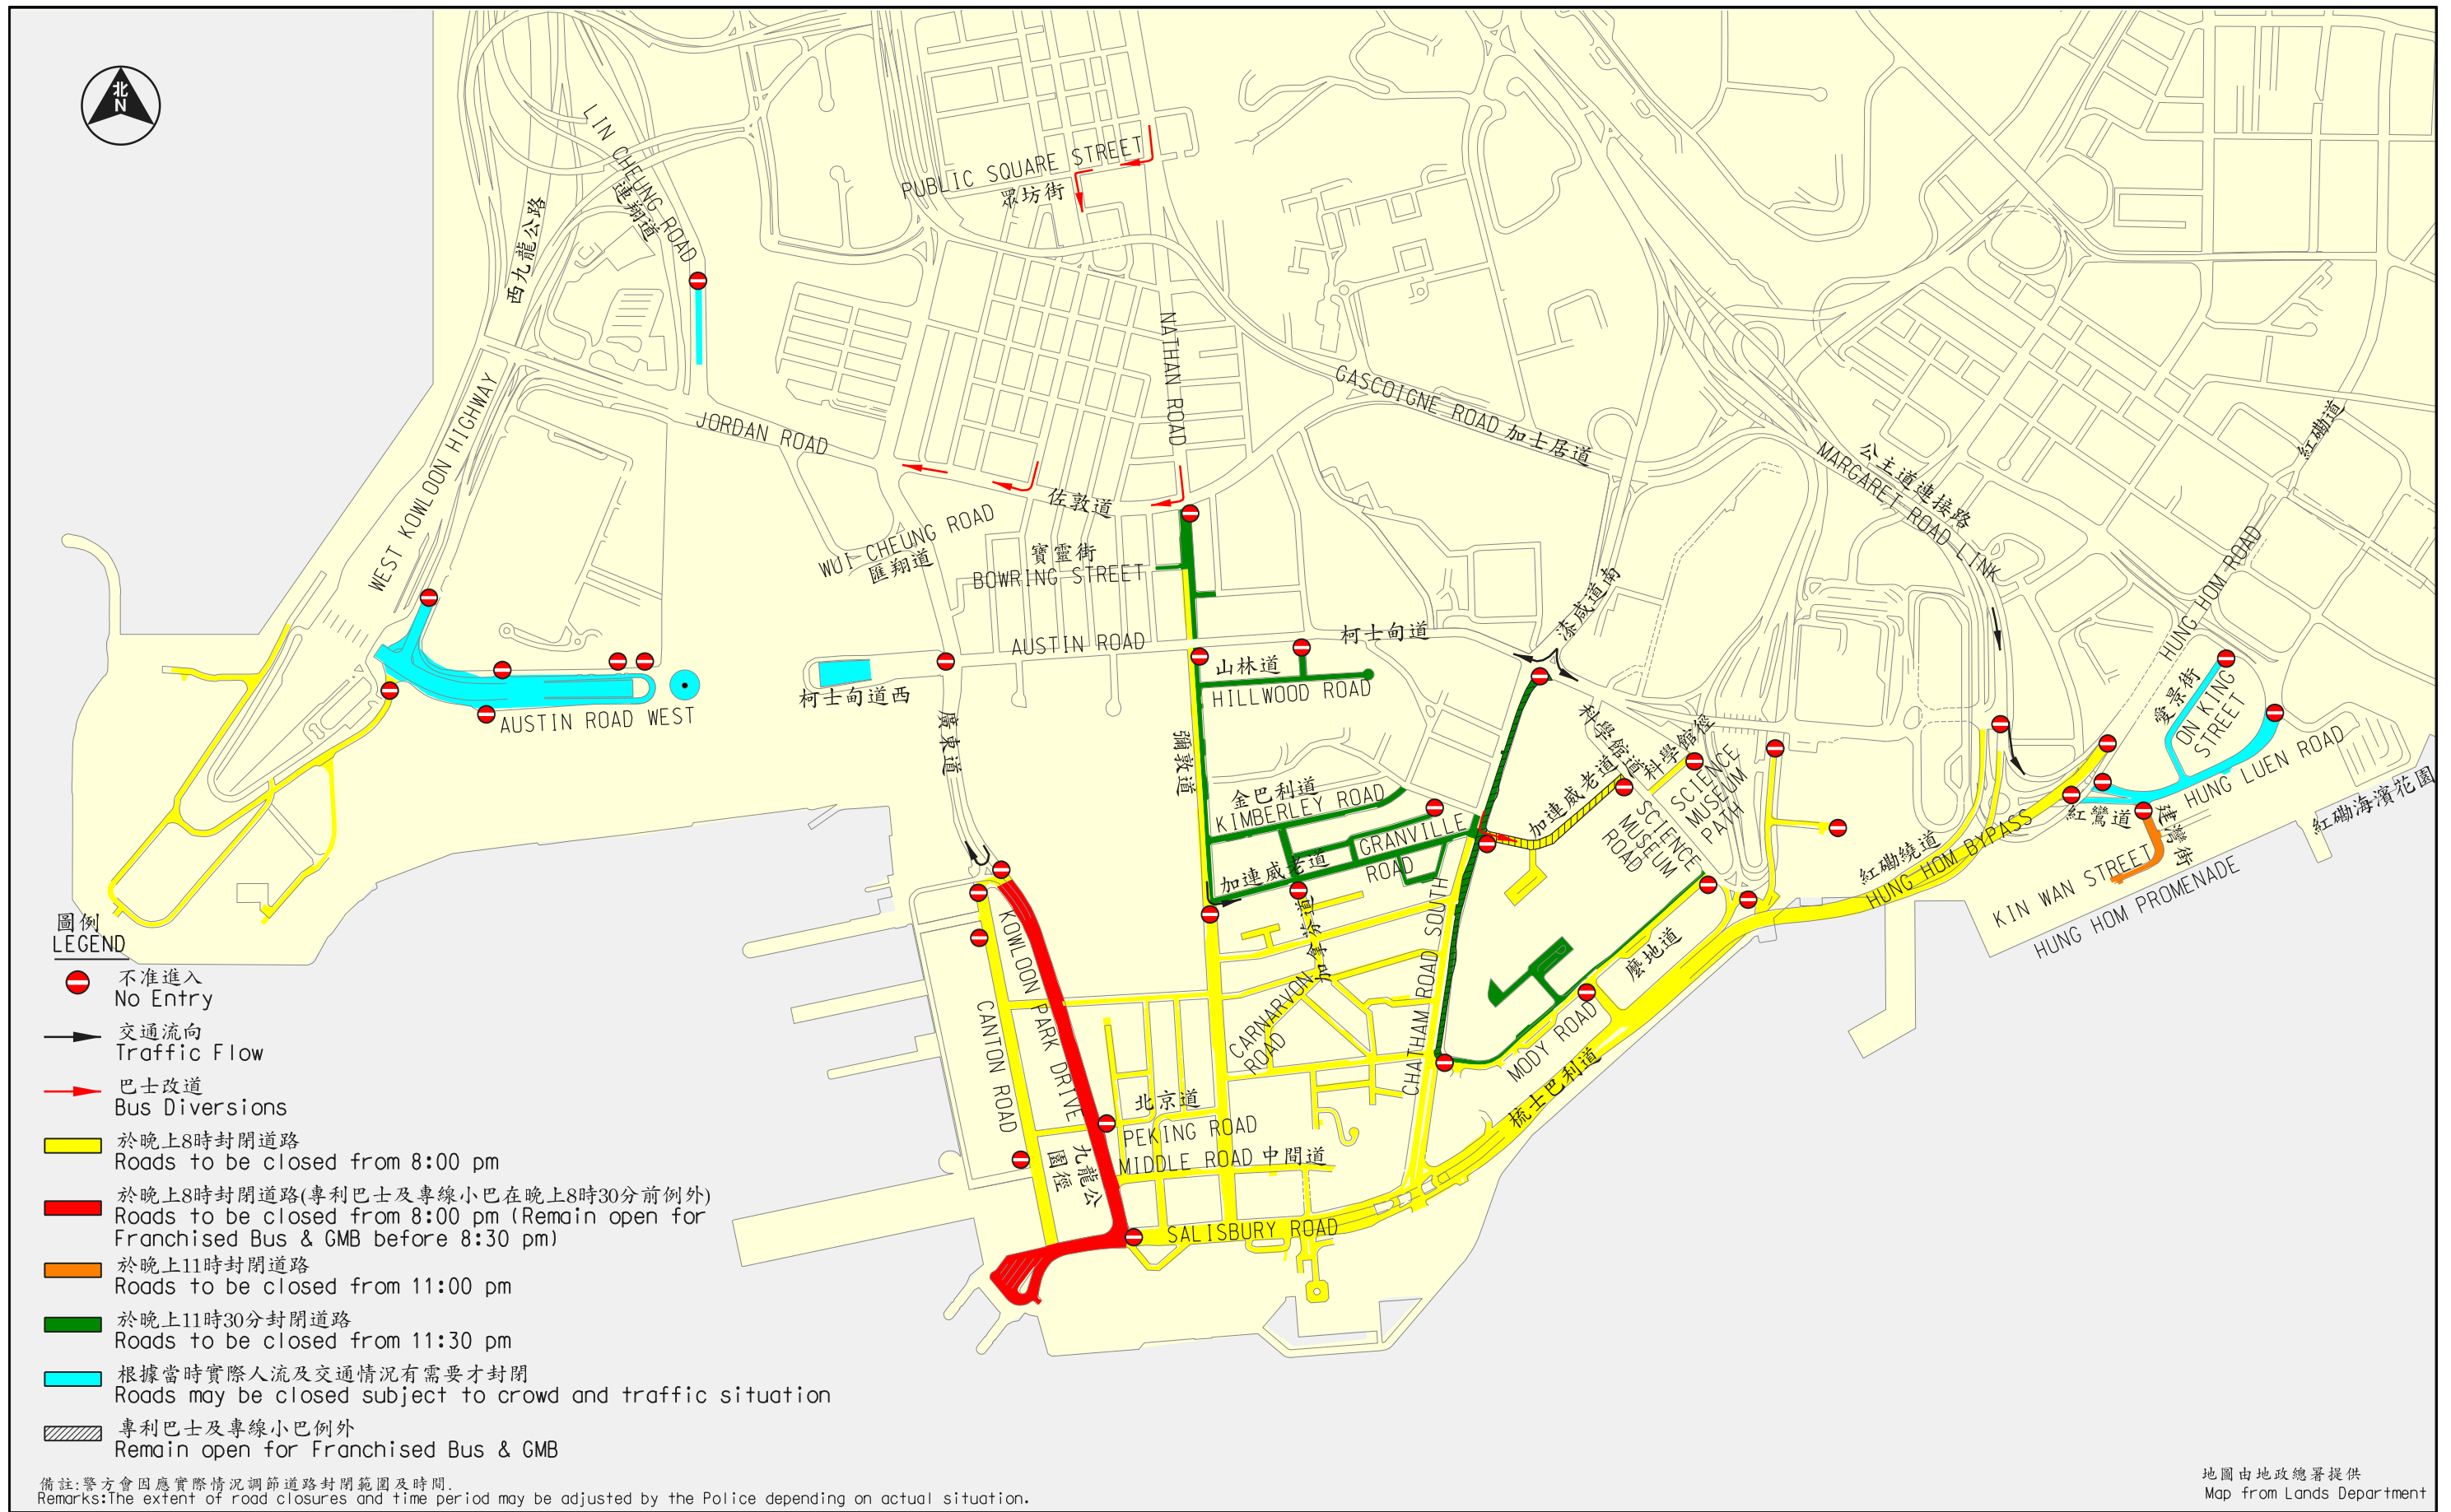 北
N
LIN CHEUNG ROAD
連翔道
西九龍公路
WEST KOWLOON HIGHWAY
PUBLIC SQUARE STREET
眾坊街
NATHAN ROAD
GASCOIGNE ROAD 加士居道
JORDAN ROAD
佐敦道
WUI CHEUNG ROAD
匯翔道
寶靈街
BOWRING STREET
AUSTIN ROAD
柯士甸道
漆咸道南
公主道連接路
MARGARET ROAD LINK
紅磡道
HUNG HOM ROAD
柯士甸道西
AUSTIN ROAD WEST
廣東道
山林道
HILLWOOD ROAD
彌敦道
金巴利道
KIMBERLEY ROAD
GRANVILLE
ROAD
加連威老道
加連威老道
科學館道
科學館徑
SCIENCE
MUSEUM
PATH
SCIENCE
MUSEUM
ROAD
愛景街
ON KING
STREET
HUNG LUEN ROAD
紅鸞道
建灣街
KIN WAN STREET
紅磡海濱花園
HUNG HOM PROMENADE
紅磡繞道
HUNG HOM BYPASS
KOWLOON PARK DRIVE
九龍公
園徑
CANTON ROAD
加拿芬道
CARNARVON
ROAD
CHATHAM ROAD SOUTH
麼地道
MODY ROAD
梳士巴利道
北京道
PEKING ROAD
MIDDLE ROAD 中間道
SALISBURY ROAD
圖例
LEGEND
不准進入
No Entry
交通流向
Traffic Flow
巴士改道
Bus Diversions
於晚上8時封閉道路
Roads to be closed from 8:00 pm
於晚上8時封閉道路(專利巴士及專線小巴在晚上8時30分前例外)
Roads to be closed from 8:00 pm (Remain open for
Franchised Bus & GMB before 8:30 pm)
於晚上11時封閉道路
Roads to be closed from 11:00 pm
於晚上11時30分封閉道路
Roads to be closed from 11:30 pm
根據當時實際人流及交通情況有需要才封閉
Roads may be closed subject to crowd and traffic situation
專利巴士及專線小巴例外
Remain open for Franchised Bus & GMB
備註:警方會因應實際情況調節道路封閉範圍及時間.
Remarks:The extent of road closures and time period may be adjusted by the Police depending on actual situation.
地圖由地政總署提供
Map from Lands Department